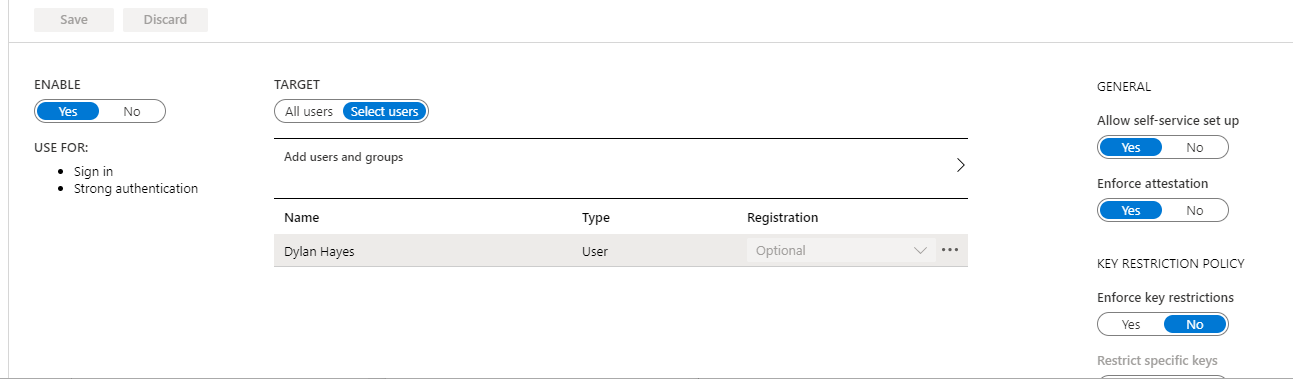 Save Discard
ENABLE
Yes No
USE FOR:
Sign in
Strong authentication
TARGET
All users Select users
Add users and groups
Name Type Registration
Dylan Hayes User Optional
GENERAL
Allow self-service set up
Yes No
Enforce attestation
Yes No
KEY RESTRICTION POLICY
Enforce key restrictions
Yes No
Restrict specific keys